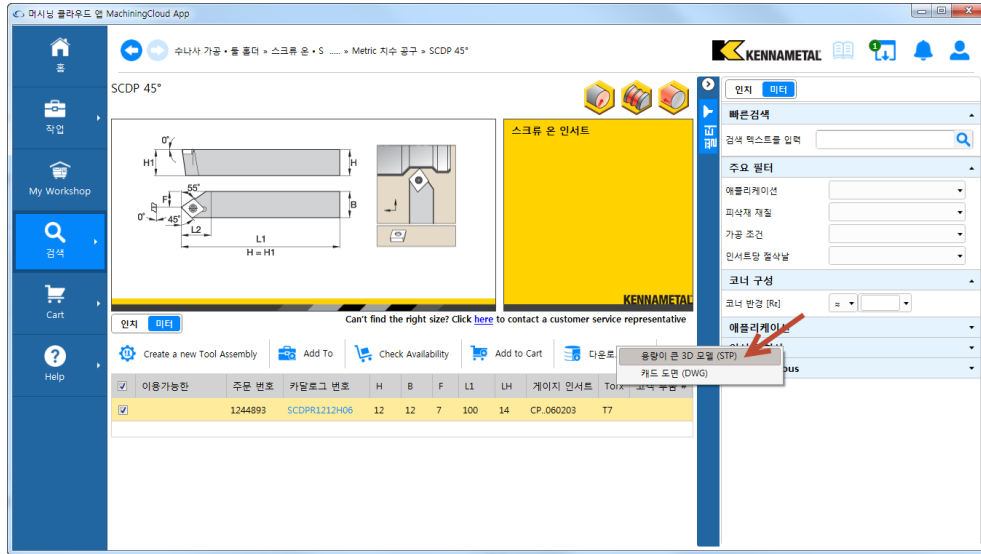 머시닝 클라우드 앱 MachiningCloud App
홈
작업
My Workshop
검색
Cart
Help
수나사 가공 • 툴 홀더 » 스크류 온 • S ..... » Metric 치수 공구 » SCDP 45°
KENNAMETAL
1
SCDP 45°
0°
H1
H
55°
F
B
0°
45°
L2
L1
H = H1
스크류 온 인서트
KENNAMETAL
인치 미터
Can't find the right size? Click here to contact a customer service representative
Create a new Tool Assembly Add To Check Availability Add to Cart 다운로
용량이 큰 3D 모델 (STP)
캐드 도면 (DWG)
이용가능한 주문 번호 카달로그 번호 H B F L1 LH 게이지 인서트 Torx
1244893 SCDPR1212H06 12 12 7 100 14 CP..060203 T7
필터
인치 미터
빠른검색
검색 텍스트를 입력
주요 필터
애플리케이션
피삭재 재질
가공 조건
인서트당 절삭날
코너 구성
코너 반경 [Rε] ≈
애플리케이션